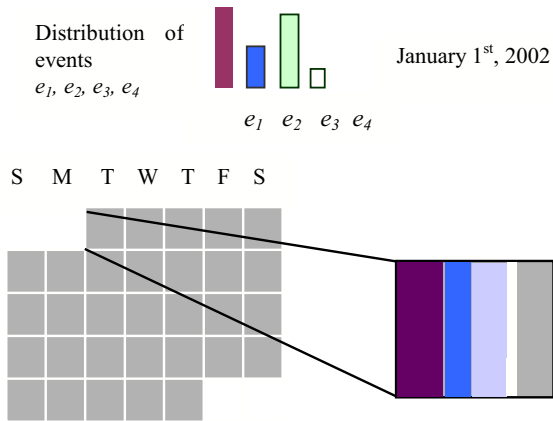 Distribution of
events
e1, e2, e3, e4
January 1st, 2002
e1 e2 e3 e4
S M T W T F S